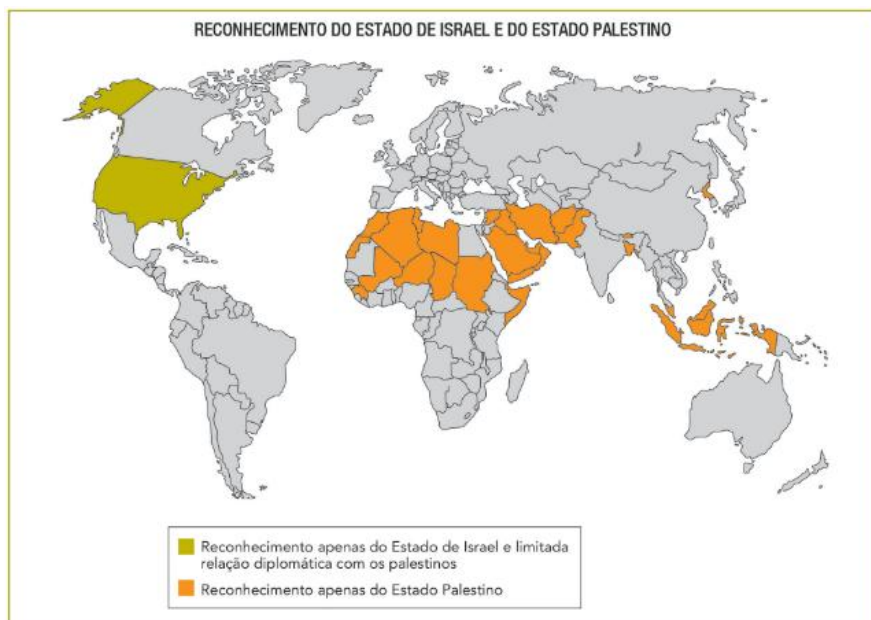 RECONHECIMENTO DO ESTADO DE ISRAEL E DO ESTADO PALESTINO
Reconhecimento apenas do Estado de Israel e limitada
relação diplomática com os palestinos
Reconhecimento apenas do Estado Palestino